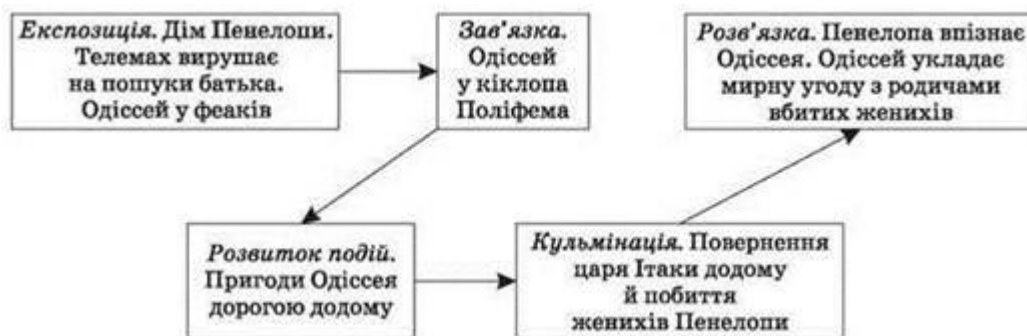 Експозиція. Дім Пенелопи.
Телемах вирушає
на пошуки батька.
Одіссей у феаків
Зав’язка.
Одіссей
у кіклопа
Поліфема
Розвиток подій.
Пригоди Одіссея
дорогою додому
Кульмінація. Повернення
царя Ітаки додому
й побиття
женихів Пенелопи
Розв’язка. Пенелопа впізнає
Одіссея. Одіссей укладає
мирну угоду з родичами
вбитих женихів